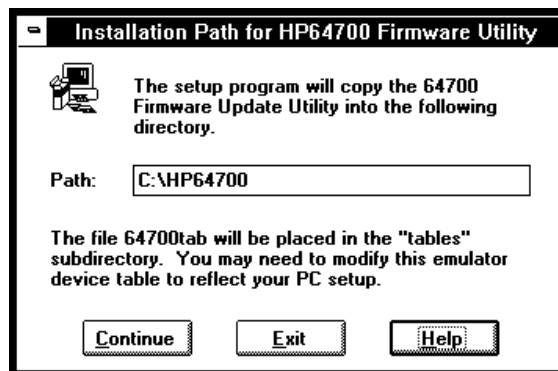 Installation Path for HP64700 Firmware Utility
The setup program will copy the 64700
Firmware Update Utility into the following
directory.
Path: C:\HP64700
The file 64700tab will be placed in the "tables"
subdirectory. You may need to modify this emulator
device table to reflect your PC setup.
Continue Exit Help